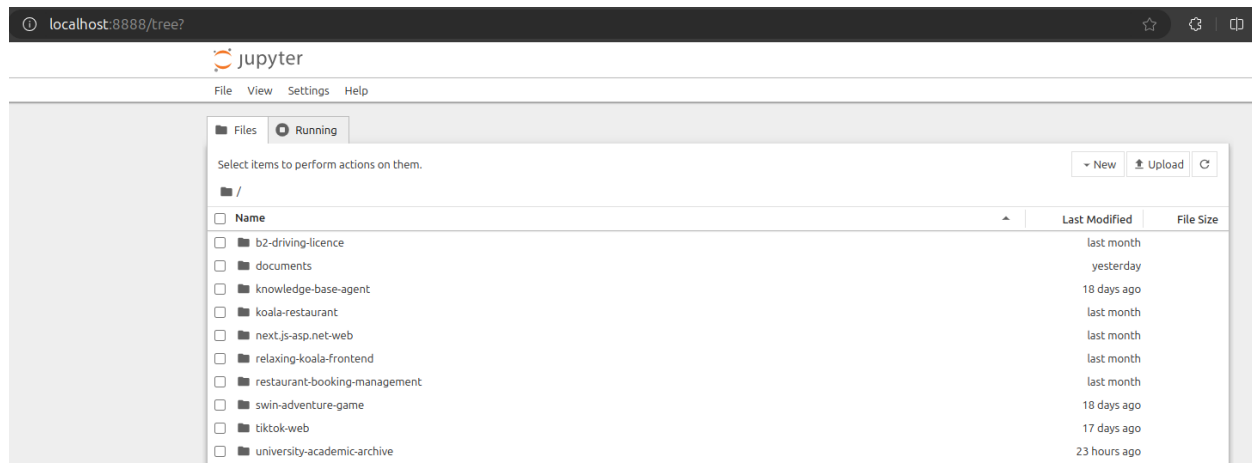 localhost:8888/tree?
jupyter
File View Settings Help
Files Running
Select items to perform actions on them.
New Upload
/
Name Last Modified File Size
b2-driving-licence last month
documents yesterday
knowledge-base-agent 18 days ago
koala-restaurant last month
next.js-asp.net-web last month
relaxing-koala-frontend last month
restaurant-booking-management last month
swin-adventure-game 18 days ago
tiktok-web 17 days ago
university-academic-archive 23 hours ago